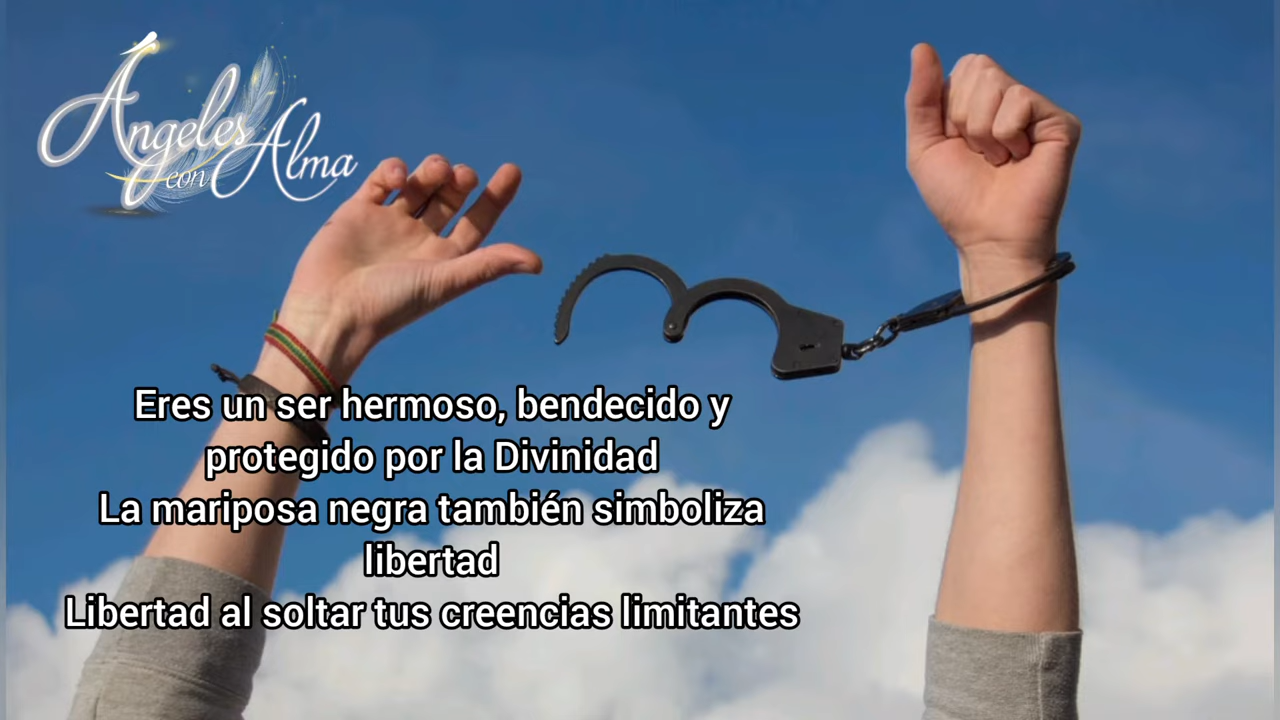 Ángeles
con Alma
Eres un ser hermoso, bendecido y
protegido por la Divinidad
La mariposa negra también simboliza
libertad
Libertad al soltar tus creencias limitantes